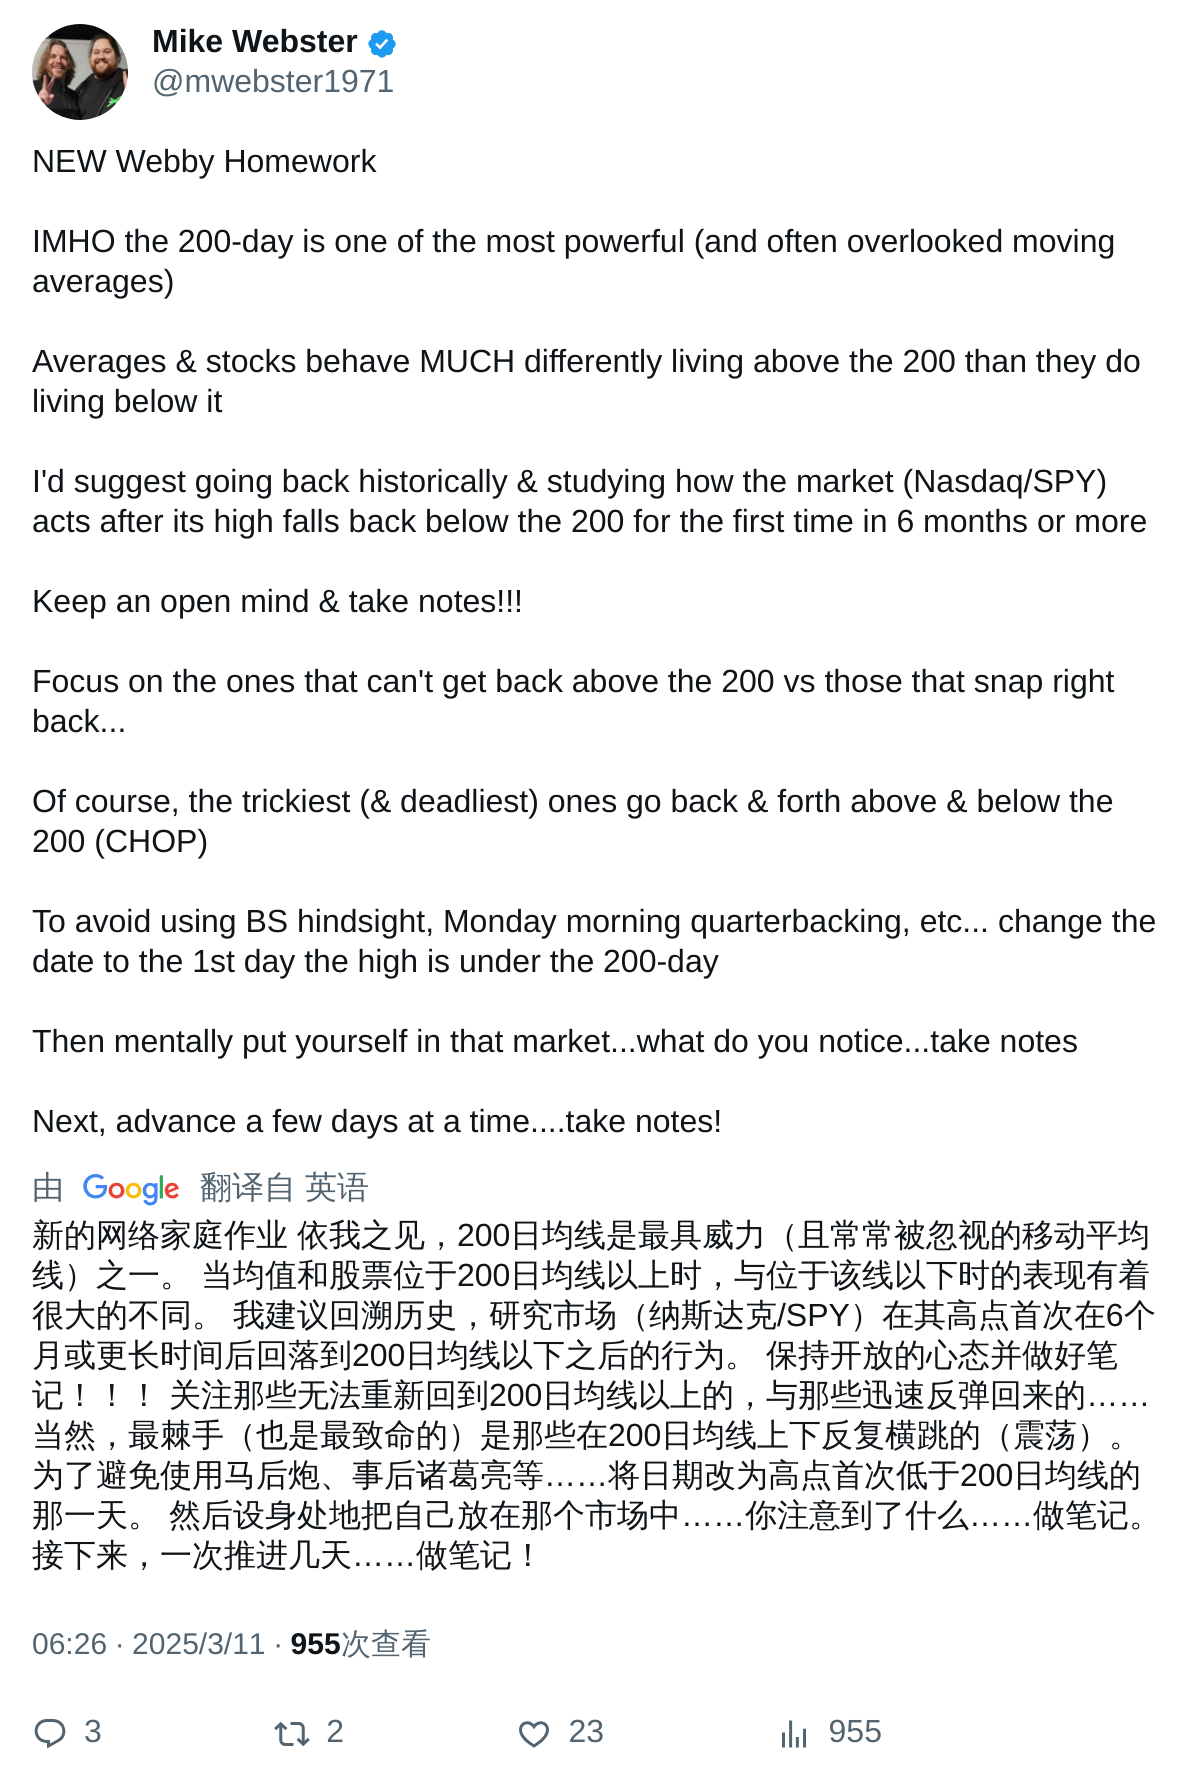 Mike Webster
@mwebster1971
NEW Webby Homework
IMHO the 200-day is one of the most powerful (and often overlooked moving
averages)
Averages & stocks behave MUCH differently living above the 200 than they do
living below it
I'd suggest going back historically & studying how the market (Nasdaq/SPY)
acts after its high falls back below the 200 for the first time in 6 months or more
Keep an open mind & take notes!!!
Focus on the ones that can't get back above the 200 vs those that snap right
back...
Of course, the trickiest (& deadliest) ones go back & forth above & below the
200 (CHOP)
To avoid using BS hindsight, Monday morning quarterbacking, etc... change the
date to the 1st day the high is under the 200-day
Then mentally put yourself in that market...what do you notice...take notes
Next, advance a few days at a time....take notes!
由 Google 翻译自 英语
新的网络家庭作业 依我之见，200日均线是最具威力（且常常被忽视的移动平均
线）之一。 当均值和股票位于200日均线以上时，与位于该线以下时的表现有着
很大的不同。 我建议回溯历史，研究市场（纳斯达克/SPY）在其高点首次在6个
月或更长时间后回落到200日均线以下之后的行为。 保持开放的心态并做好笔
记！！！ 关注那些无法重新回到200日均线以上的，与那些迅速反弹回来的……
当然，最棘手（也是最致命的）是那些在200日均线上下反复横跳的（震荡）。
为了避免使用马后炮、事后诸葛亮等……将日期改为高点首次低于200日均线的
那一天。 然后设身处地把自己放在那个市场中……你注意到了什么……做笔记。
接下来，一次推进几天……做笔记！
06:26 · 2025/3/11 · 955次查看
3 2 23 955